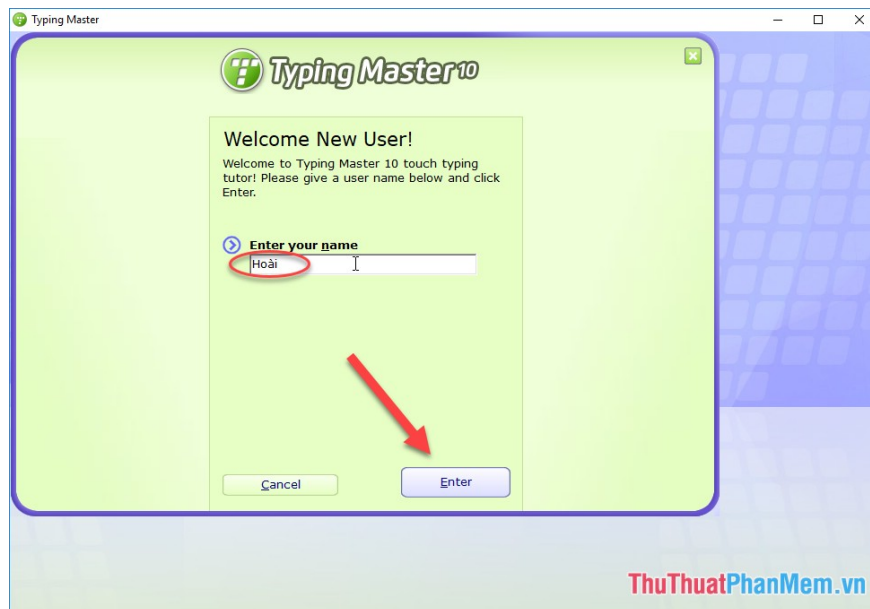 Typing Master
Typing Master 10
Welcome New User!
Welcome to Typing Master 10 touch typing
tutor! Please give a user name below and click
Enter.
Enter your name
Hoài
Cancel
Enter
ThuThuatPhanMem.vn